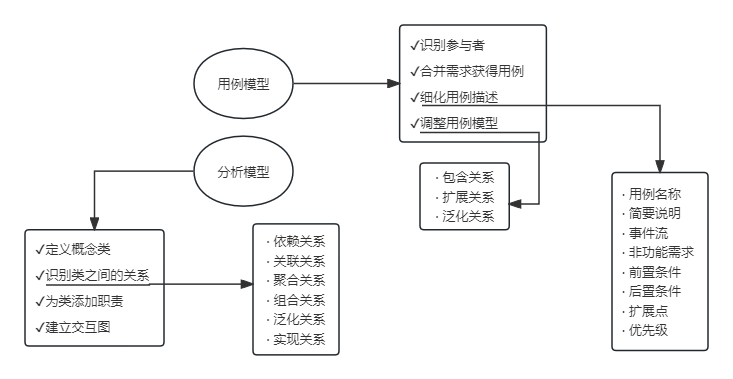 用例模型
✓识别参与者
✓合并需求获得用例
✓细化用例描述
✓调整用例模型
· 包含关系
· 扩展关系
· 泛化关系
· 用例名称
· 简要说明
· 事件流
· 非功能需求
· 前置条件
· 后置条件
· 扩展点
· 优先级
分析模型
✓定义概念类
✓识别类之间的关系
✓为类添加职责
✓建立交互图
· 依赖关系
· 关联关系
· 聚合关系
· 组合关系
· 泛化关系
· 实现关系